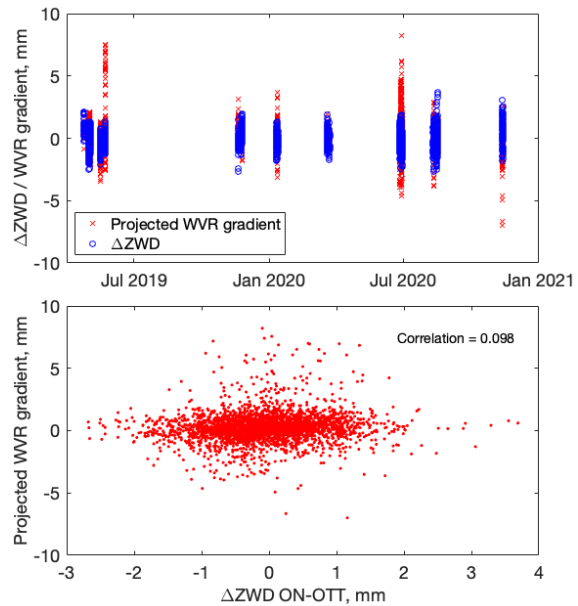 10
5
0
-5
-10
ΔZWD / WVR gradient, mm
Projected WVR gradient
ΔZWD
Jul 2019
Jan 2020
Jul 2020
Jan 2021
10
5
0
-5
-10
Projected WVR gradient, mm
Correlation = 0.098
-3
-2
-1
0
1
2
3
4
ΔZWD ON-OTT, mm